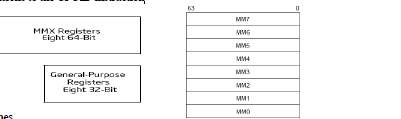 MMX Registers
Eight 64-Bit
General-Purpose
Registers
Eight 32-Bit
63 0
MM7
MM6
MM5
MM4
MM3
MM2
MM1
MM0